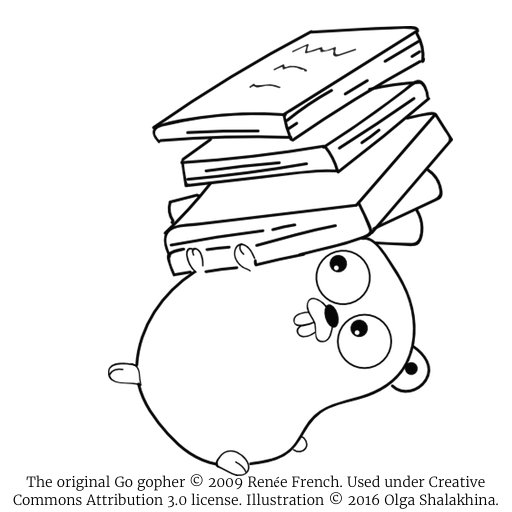 The original Go gopher © 2009 Renée French. Used under Creative
Commons Attribution 3.0 license. Illustration © 2016 Olga Shalakhina.